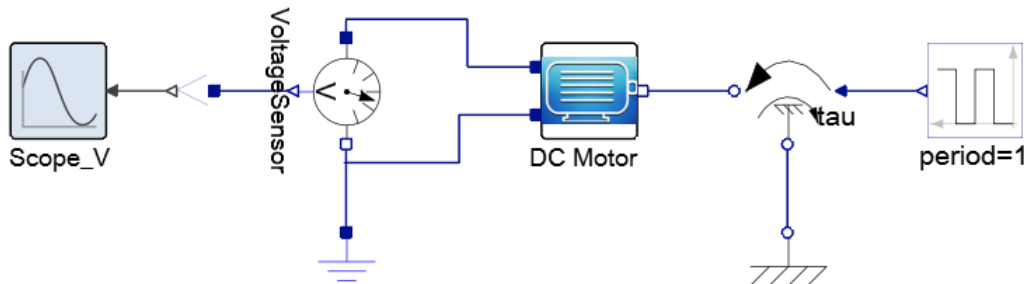 VoltageSensor
V
Scope_V
DC Motor
tau
period=1